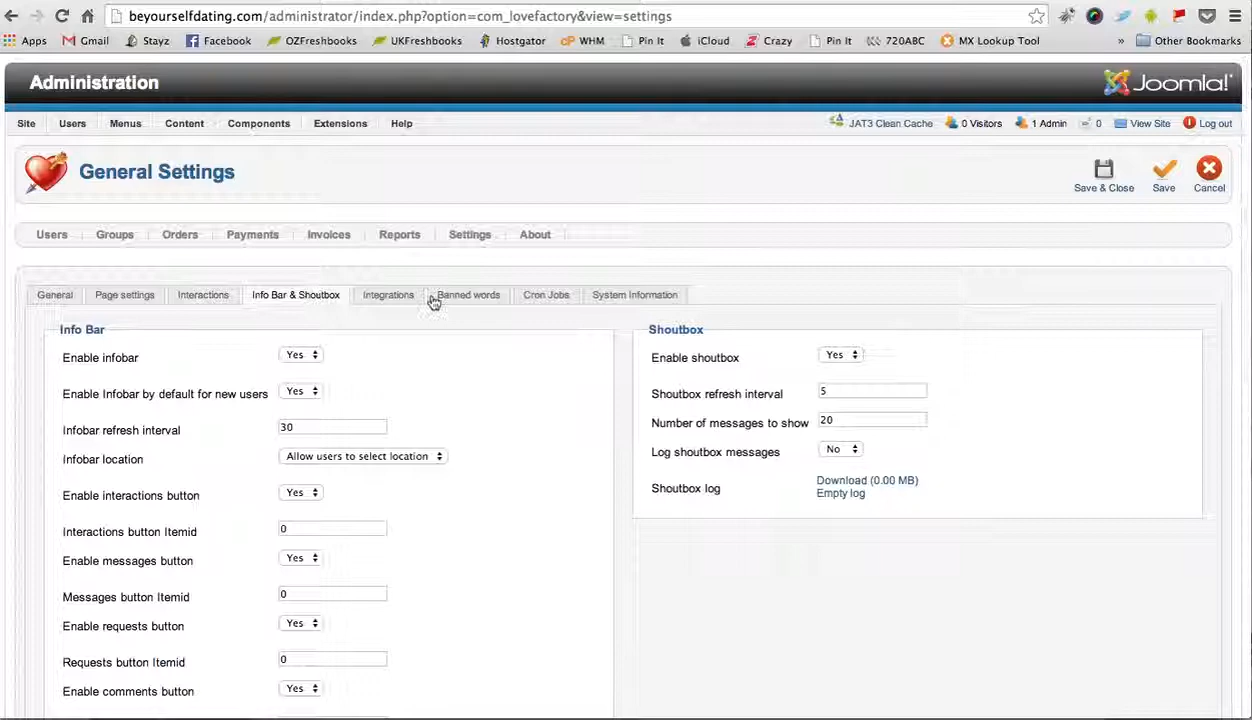 beyourselfdating.com/administrator/index.php?option=com_lovefactory&view=settings
Apps Gmail Stayz Facebook OZFreshbooks UKFreshbooks Hostgator WHM Pin It iCloud Crazy Pin It 720ABC MX Lookup Tool » Other Bookmarks
Administration
Joomla!
Site Users Menus Content Components Extensions Help JAT3 Clean Cache 0 Visitors 1 Admin 0 View Site Log out
General Settings
Save & Close Save Cancel
Users Groups Orders Payments Invoices Reports Settings About
General Page settings Interactions Info Bar & Shoutbox Integrations Banned words Cron Jobs System Information
Info Bar
Enable infobar Yes
Enable Infobar by default for new users Yes
Infobar refresh interval 30
Infobar location Allow users to select location
Enable interactions button Yes
Interactions button Itemid 0
Enable messages button Yes
Messages button Itemid 0
Enable requests button Yes
Requests button Itemid 0
Enable comments button Yes
Shoutbox
Enable shoutbox Yes
Shoutbox refresh interval 5
Number of messages to show 20
Log shoutbox messages No
Shoutbox log Download (0.00 MB)
Empty log